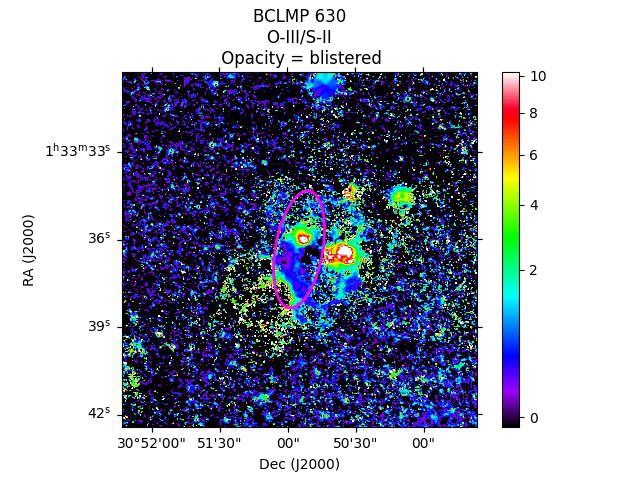 BCLMP 630
O-III/S-II
Opacity = blistered
10
8
6
4
2
0
1ʰ33ᵐ33ˢ
36ˢ
39ˢ
42ˢ
RA (J2000)
30°52'00" 51'30" 00" 50'30" 00"
Dec (J2000)